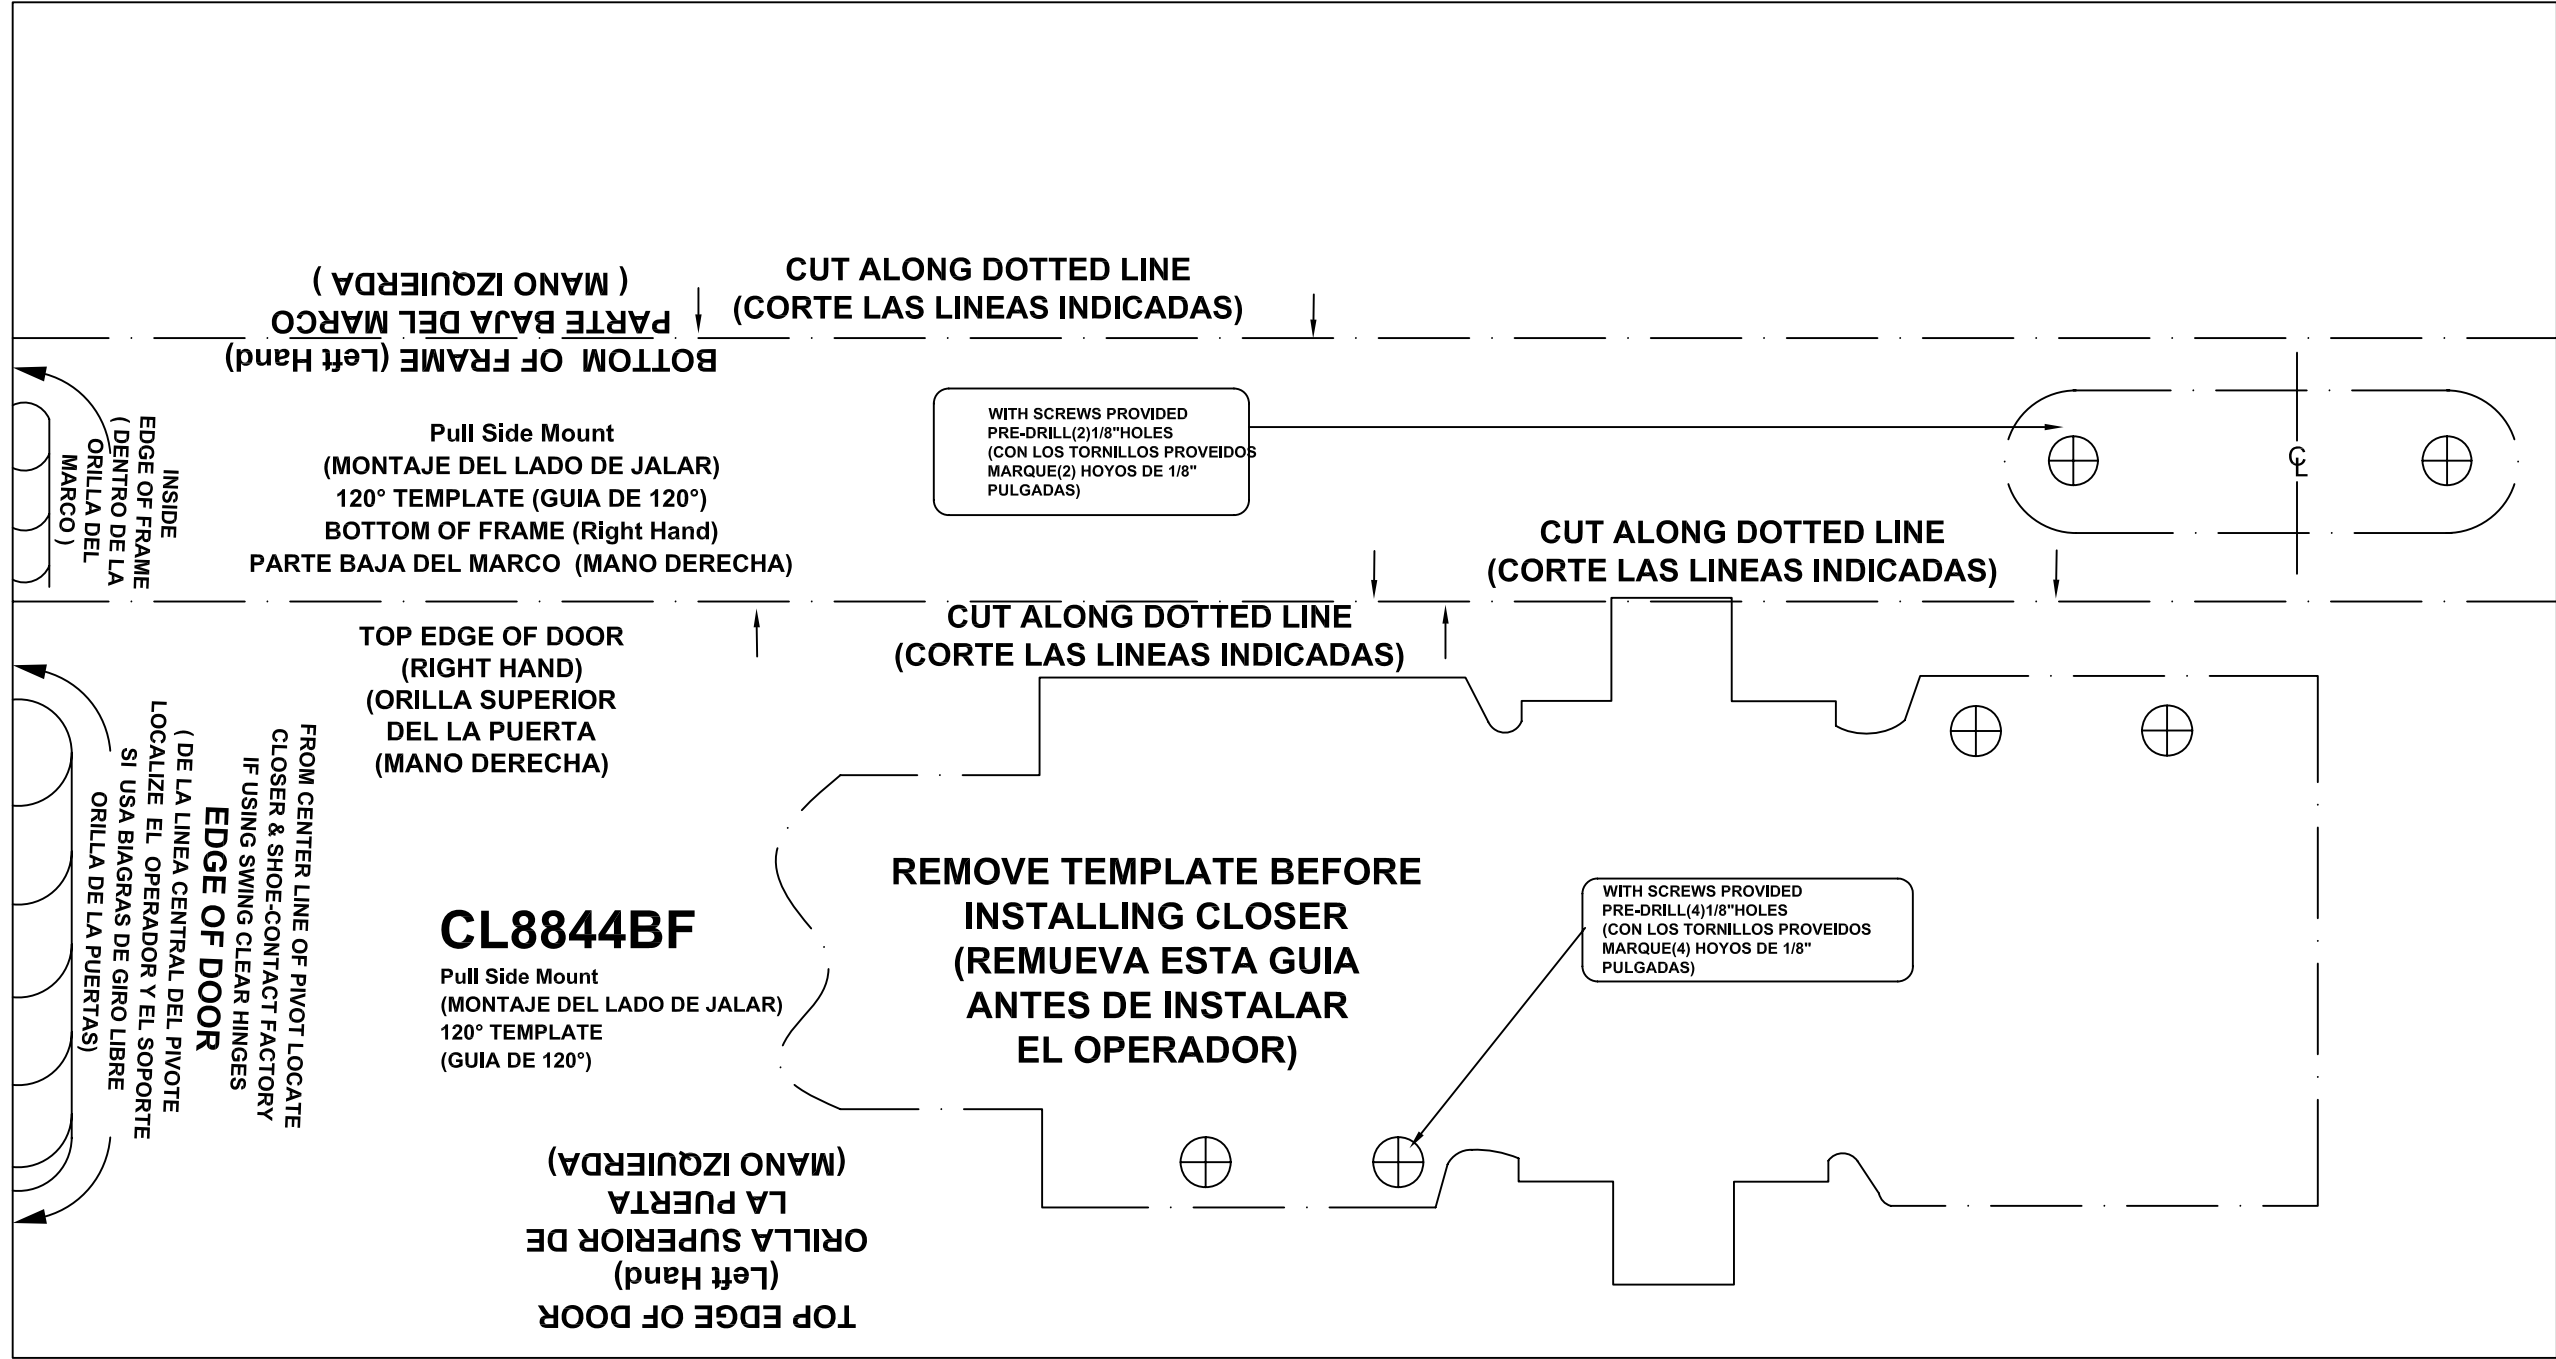 ( MANO IZQUIERDA )
PARTE BAJA DEL MARCO
BOTTOM OF FRAME (Left Hand)
CUT ALONG DOTTED LINE
(CORTE LAS LINEAS INDICADAS)
INSIDE
EDGE OF FRAME
( DENTRO DE LA
ORILLA DEL
MARCO )
Pull Side Mount
(MONTAJE DEL LADO DE JALAR)
120° TEMPLATE (GUIA DE 120°)
BOTTOM OF FRAME (Right Hand)
PARTE BAJA DEL MARCO (MANO DERECHA)
WITH SCREWS PROVIDED
PRE-DRILL(2)1/8"HOLES
(CON LOS TORNILLOS PROVEIDOS
MARQUE(2) HOYOS DE 1/8"
PULGADAS)
CL
CUT ALONG DOTTED LINE
(CORTE LAS LINEAS INDICADAS)
CUT ALONG DOTTED LINE
(CORTE LAS LINEAS INDICADAS)
TOP EDGE OF DOOR
(RIGHT HAND)
(ORILLA SUPERIOR
DEL LA PUERTA
(MANO DERECHA)
FROM CENTER LINE OF PIVOT LOCATE
CLOSER & SHOE-CONTACT FACTORY
IF USING SWING CLEAR HINGES
EDGE OF DOOR
( DE LA LINEA CENTRAL DEL PIVOTE
LOCALIZE EL OPERADOR Y EL SOPORTE
SI USA BIAGRAS DE GIRO LIBRE
ORILLA DE LA PUERTAS)
CL8844BF
Pull Side Mount
(MONTAJE DEL LADO DE JALAR)
120° TEMPLATE
(GUIA DE 120°)
REMOVE TEMPLATE BEFORE
INSTALLING CLOSER
(REMUEVA ESTA GUIA
ANTES DE INSTALAR
EL OPERADOR)
WITH SCREWS PROVIDED
PRE-DRILL(4)1/8"HOLES
(CON LOS TORNILLOS PROVEIDOS
MARQUE(4) HOYOS DE 1/8"
PULGADAS)
TOP EDGE OF DOOR
(Left Hand)
ORILLA SUPERIOR DE
LA PUERTA
(MANO IZQUIERDA)